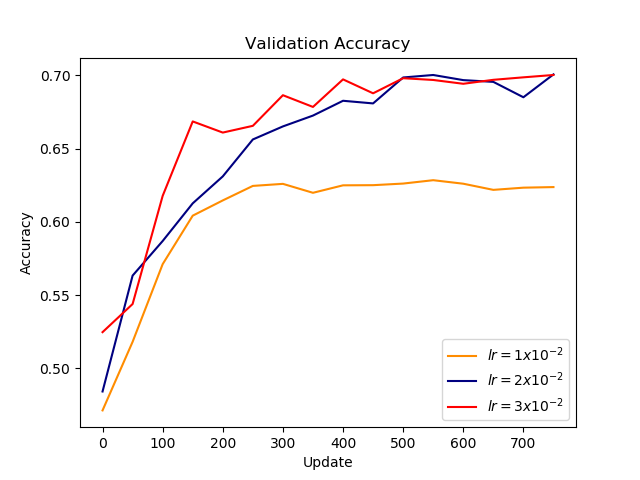 Validation Accuracy
Accuracy
0.70
0.65
0.60
0.55
0.50
0
100
200
300
400
500
600
700
Update
lr = 1x10⁻²
lr = 2x10⁻²
lr = 3x10⁻²